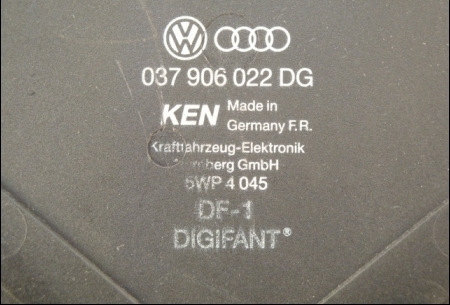 037 906 022 DG
KEN Made in
Germany F.R.
Kraftfahrzeug-Elektronik
GmbH
5WP 4 045
DF-1
DIGIFANT®